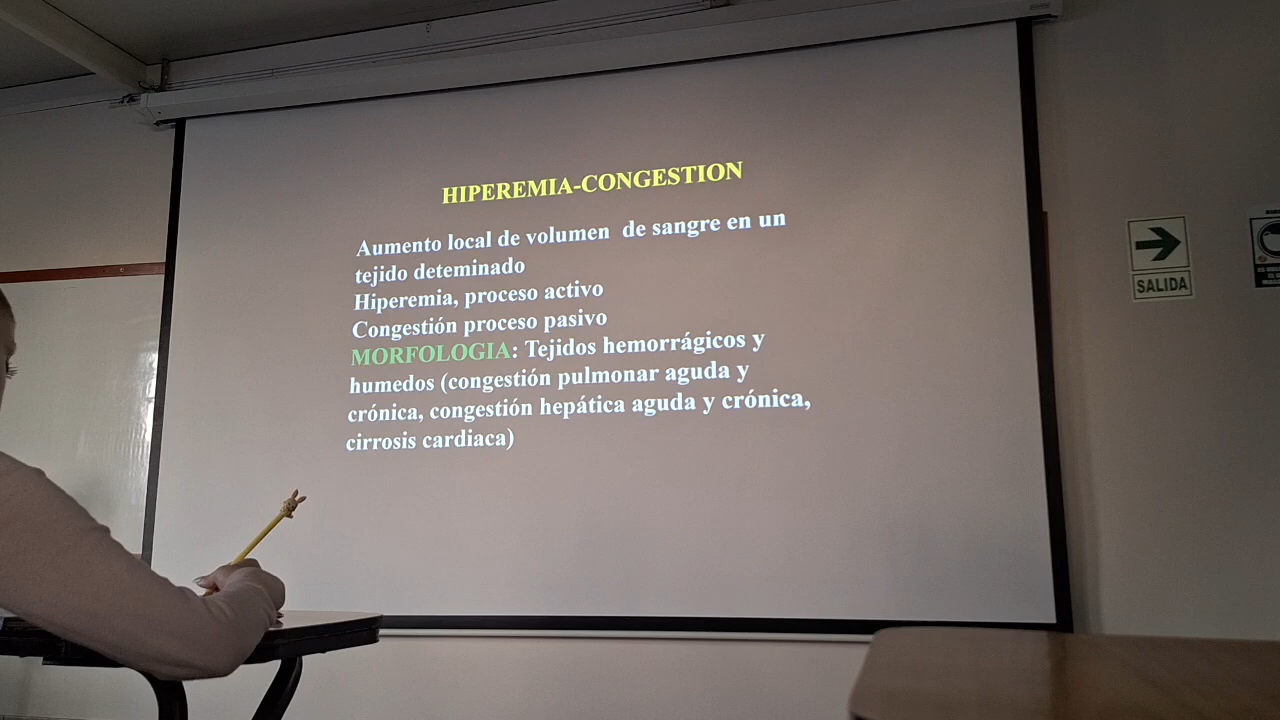 HIPEREMIA-CONGESTION
Aumento local de volumen de sangre en un
tejido deteminado
Hiperemia, proceso activo
Congestión proceso pasivo
MORFOLOGIA: Tejidos hemorrágicos y
humedos (congestión pulmonar aguda y
crónica, congestión hepática aguda y crónica,
cirrosis cardiaca)
SALIDA